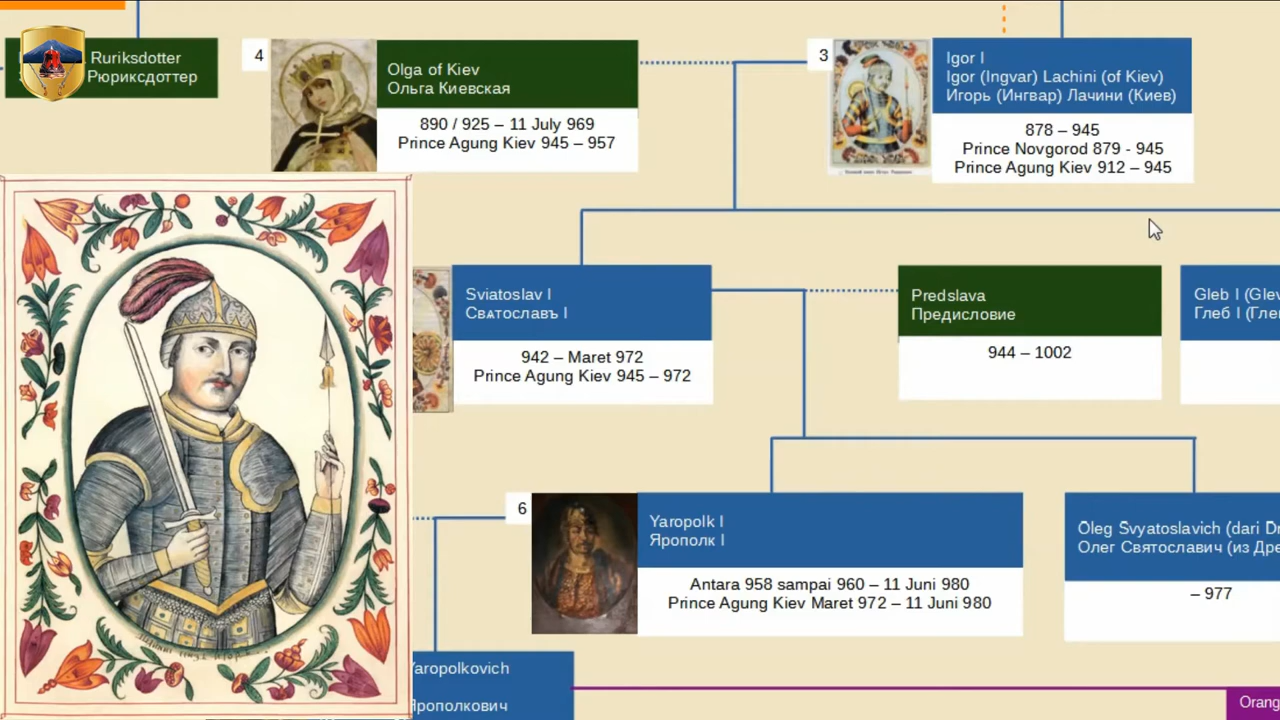 Ruriksdotter
Рюриксдоттер
4
Olga of Kiev
Ольга Киевская
890 / 925 – 11 July 969
Prince Agung Kiev 945 – 957
3
Igor I
Igor (Ingvar) Lachini (of Kiev)
Игорь (Ингвар) Лачини (Киев)
878 – 945
Prince Novgorod 879 - 945
Prince Agung Kiev 912 – 945
Sviatoslav I
Свѧтославъ I
942 – Maret 972
Prince Agung Kiev 945 – 972
Predslava
Предисловие
944 – 1002
Gleb I
Глеб I
6
Yaropolk I
Ярополк I
Antara 958 sampai 960 – 11 Juni 980
Prince Agung Kiev Maret 972 – 11 Juni 980
Oleg Svyatoslavich (dari
Олег Святославич (из
– 977
Yaropolkovich
Ярополкович